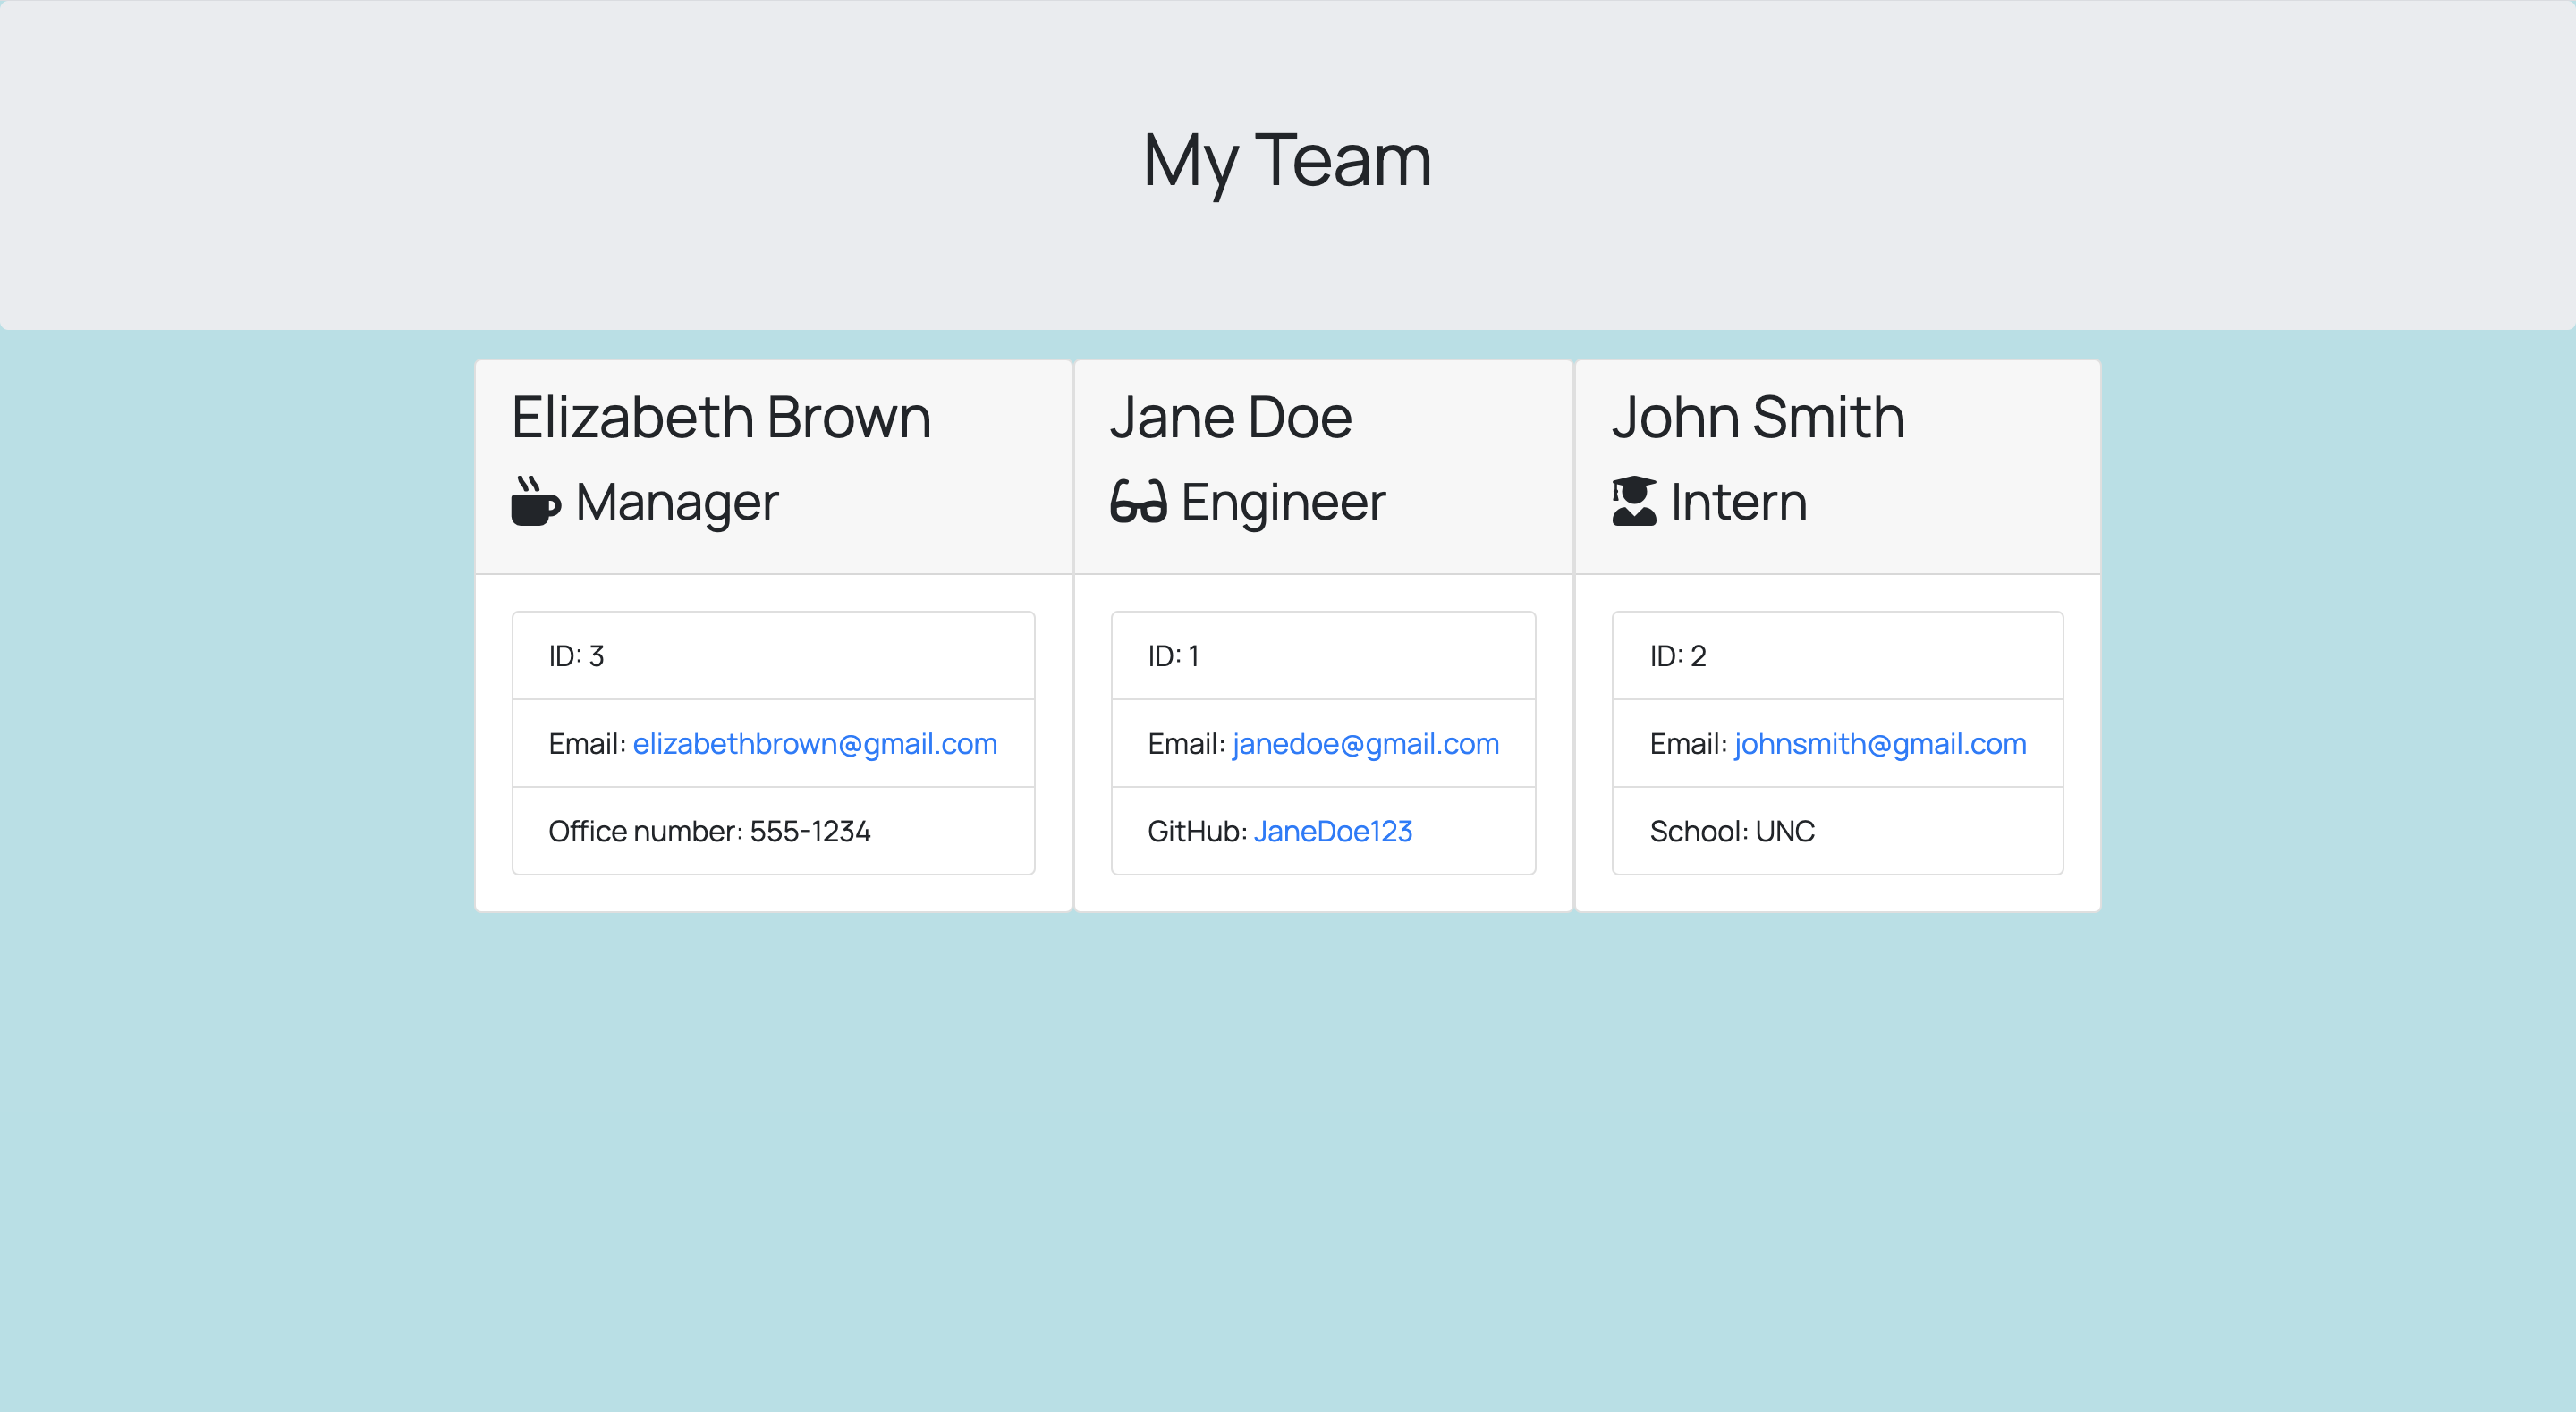 My Team
Elizabeth Brown
Manager
ID: 3
Email: elizabethbrown@gmail.com
Office number: 555-1234
Jane Doe
Engineer
ID: 1
Email: janedoe@gmail.com
GitHub: JaneDoe123
John Smith
Intern
ID: 2
Email: johnsmith@gmail.com
School: UNC